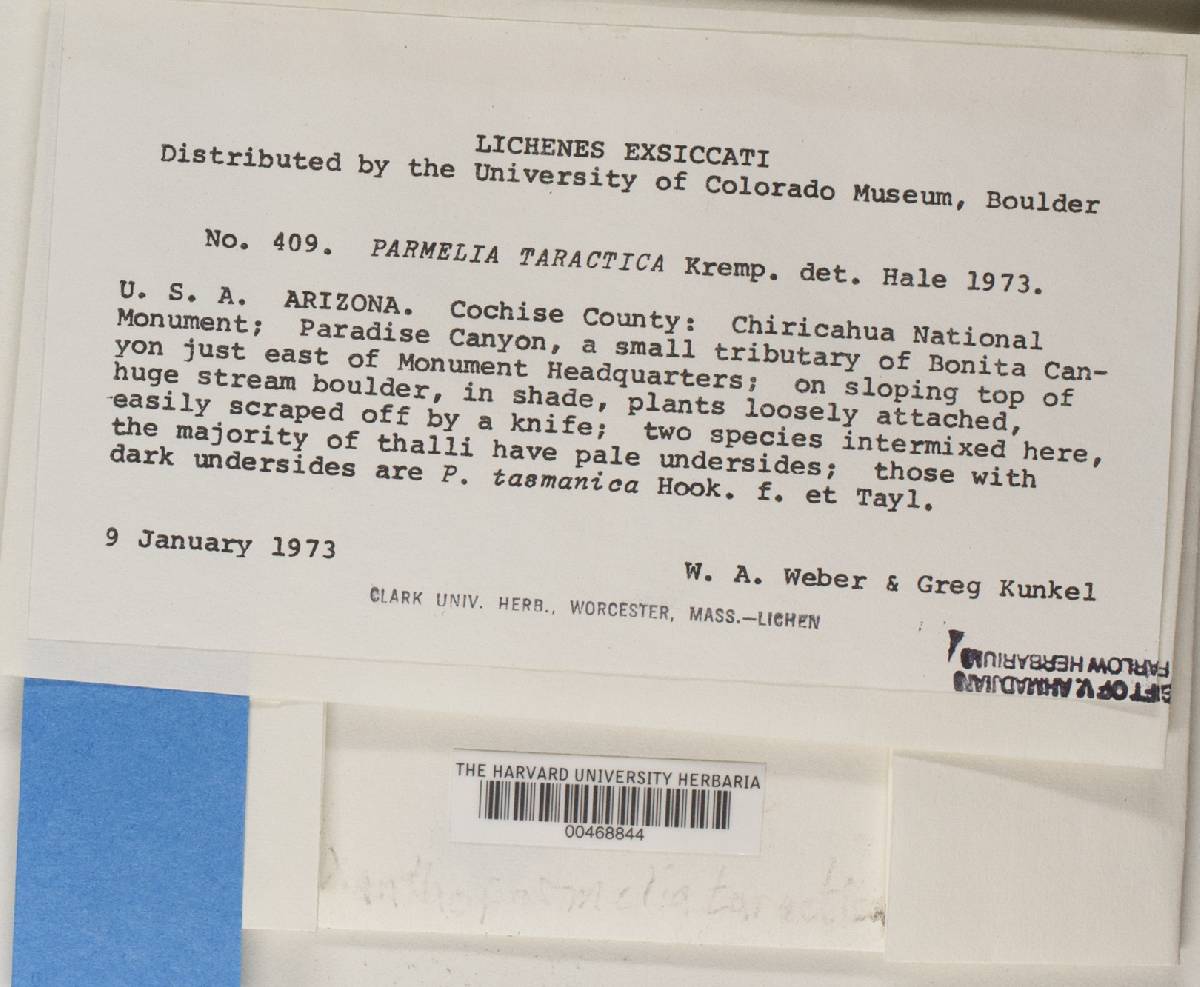 LICHENES EXSICCATI
Distributed by the University of Colorado Museum, Boulder
No. 409. PARMELIA TARACTICA Kremp. det. Hale 1973.
U. S. A. ARIZONA. Cochise County: Chiricahua National
Monument; Paradise Canyon, a small tributary of Bonita Can-
yon just east of Monument Headquarters; on sloping top of
huge stream boulder, in shade, plants loosely attached,
easily scraped off by a knife; two species intermixed here,
the majority of thalli have pale undersides; those with
dark undersides are P. tasmanica Hook. f. et Tayl.
9 January 1973
W. A. Weber & Greg Kunkel
CLARK UNIV. HERB., WORCESTER, MASS.—LICHEN
FARLOW HERBARIUM
GIFT OF V. AHMADJIAN
THE HARVARD UNIVERSITY HERBARIA
00468844